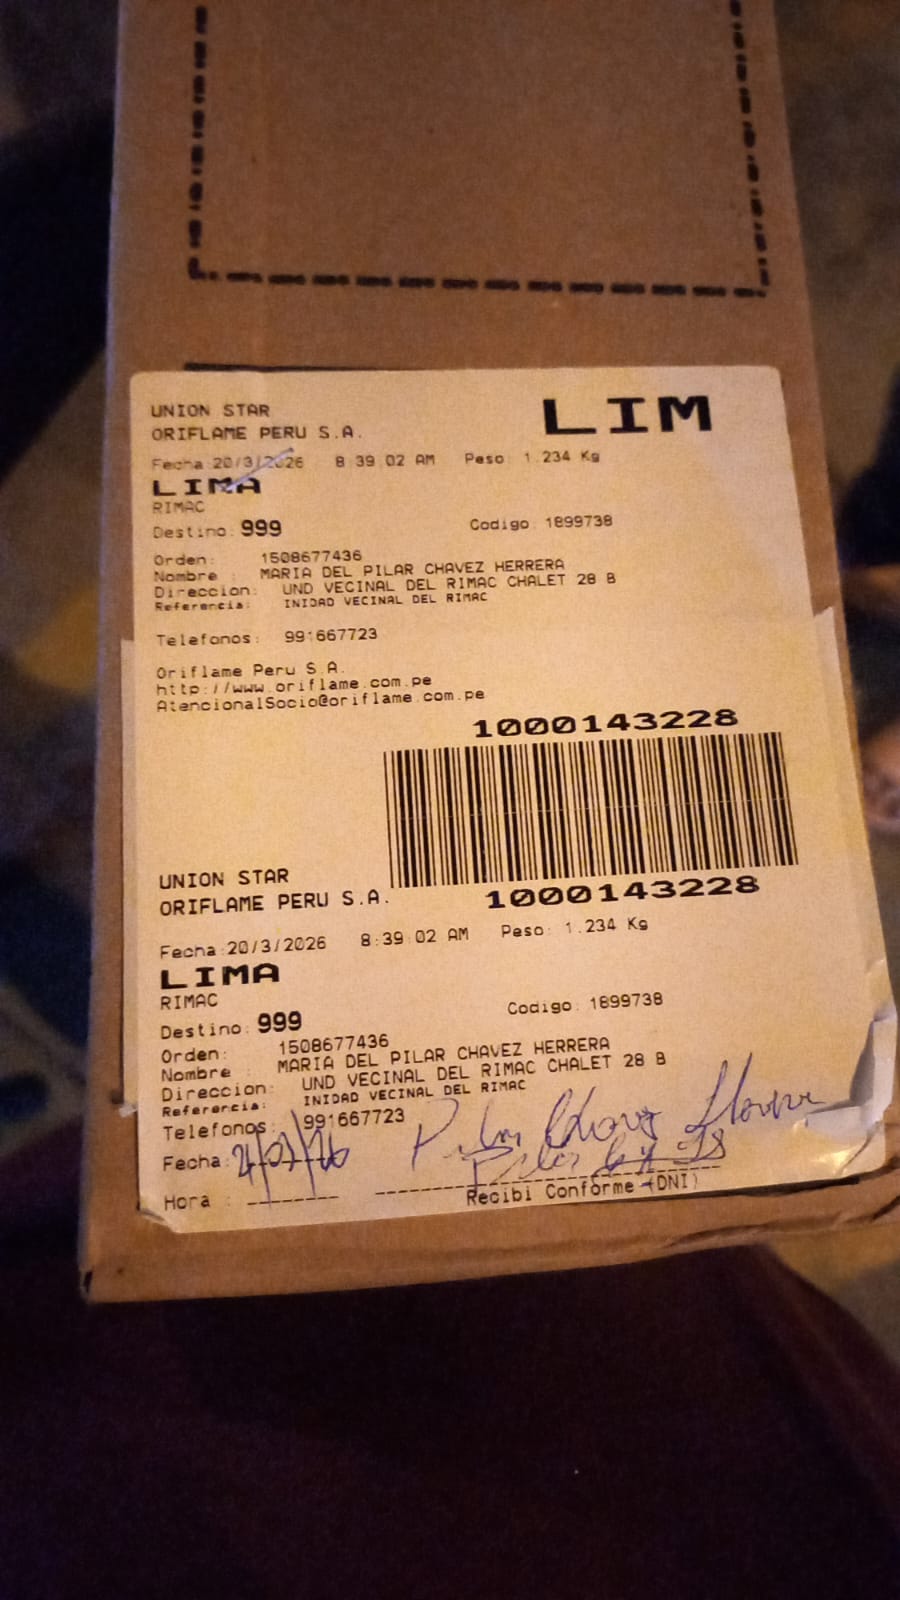 UNION STAR
LIM
ORIFLAME PERU S.A.
Fecha:20/3/2026 8:39:02 AM Peso: 1.234 Kg
LIMA
RIMAC
Destino: 999 Codigo: 1899738
Orden: 1508677436
Nombre : MARIA DEL PILAR CHAVEZ HERRERA
Direccion: UND VECINAL DEL RIMAC CHALET 28 B
Referencia: INIDAD VECINAL DEL RIMAC
Telefonos: 991667723
Oriflame Peru S.A.
http://www.oriflame.com.pe
AtencionalSocio@oriflame.com.pe
1000143228
1000143228
UNION STAR
ORIFLAME PERU S.A.
Fecha:20/3/2026 8:39:02 AM Peso: 1.234 Kg
LIMA
RIMAC
Destino: 999 Codigo: 1899738
Orden: 1508677436
Nombre : MARIA DEL PILAR CHAVEZ HERRERA
Direccion: UND VECINAL DEL RIMAC CHALET 28 B
Referencia: INIDAD VECINAL DEL RIMAC
Telefonos: 991667723
Fecha:
Hora :
Recibi Conforme (DNI)